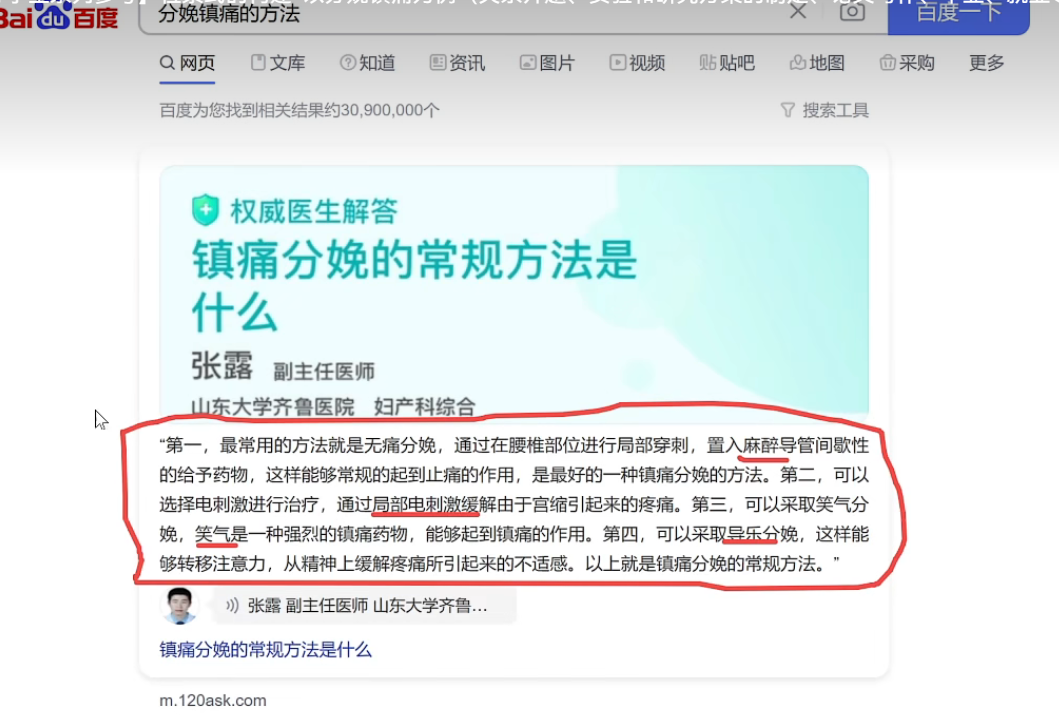 Bai du 百度
分娩镇痛的方法
百度一下
网页 文库 知道 资讯 图片 视频 贴吧 地图 采购 更多
百度为您找到相关结果约30,900,000个 搜索工具
权威医生解答
镇痛分娩的常规方法是
什么
张露 副主任医师
山东大学齐鲁医院 妇产科综合
“第一，最常用的方法就是无痛分娩，通过在腰椎部位进行局部穿刺，置入麻醉导管间歇性
的给予药物，这样能够常规的起到止痛的作用，是最好的一种镇痛分娩的方法。第二，可以
选择电刺激进行治疗，通过局部电刺激缓解由于宫缩引起来的疼痛。第三，可以采取笑气分
娩，笑气是一种强烈的镇痛药物，能够起到镇痛的作用。第四，可以采取导乐分娩，这样能
够转移注意力，从精神上缓解疼痛所引起来的不适感。以上就是镇痛分娩的常规方法。”
张露 副主任医师 山东大学齐鲁...
镇痛分娩的常规方法是什么
m.120ask.com